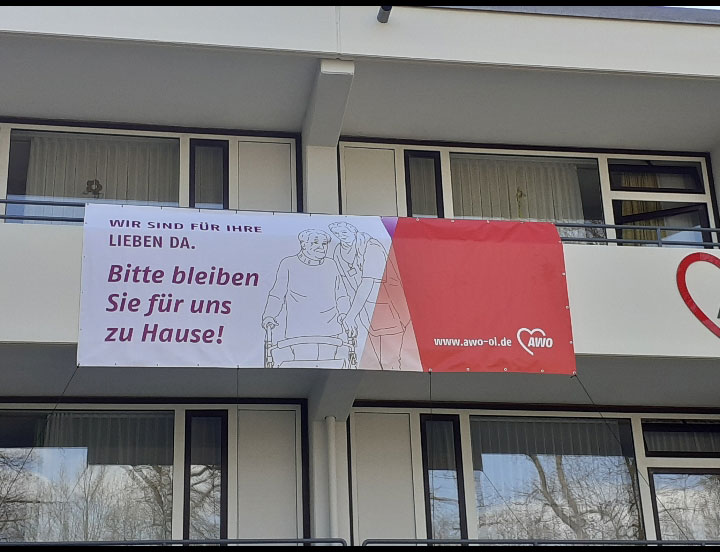 WIR SIND FÜR IHRE
LIEBEN DA.
Bitte bleiben
Sie für uns
zu Hause!
www.awo-ol.de AWO